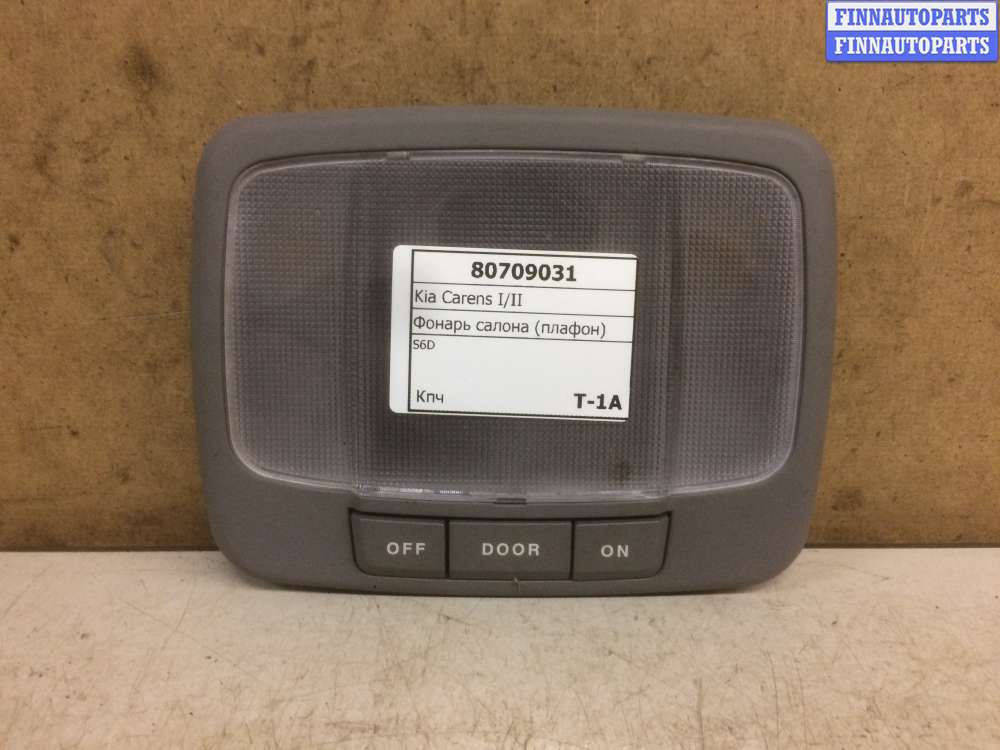 FINNAUTOPARTS
FINNAUTOPARTS
80709031
Kia Carens I/II
Фонарь салона (плафон)
S6D
Кпч T-1A
OFF DOOR ON